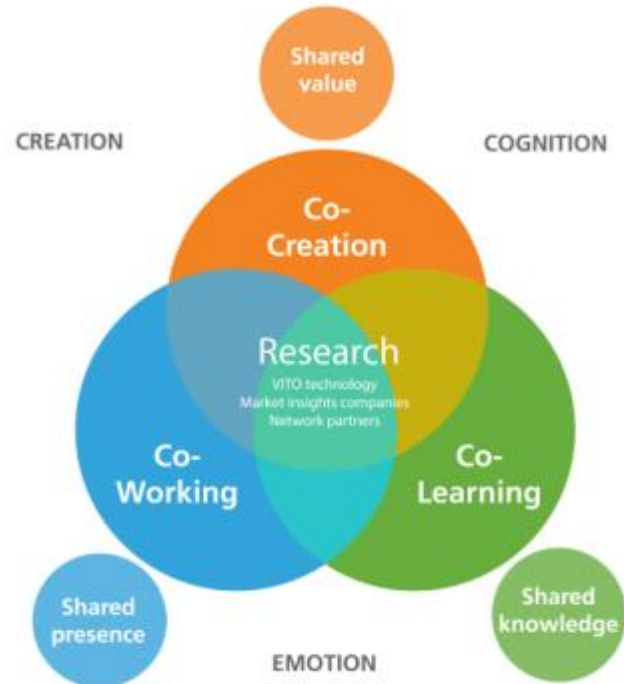 Shared
value
CREATION
COGNITION
Co-
Creation
Research
VITO technology
Market insights companies
Network partners
Co-
Working
Co-
Learning
Shared
presence
Shared
knowledge
EMOTION